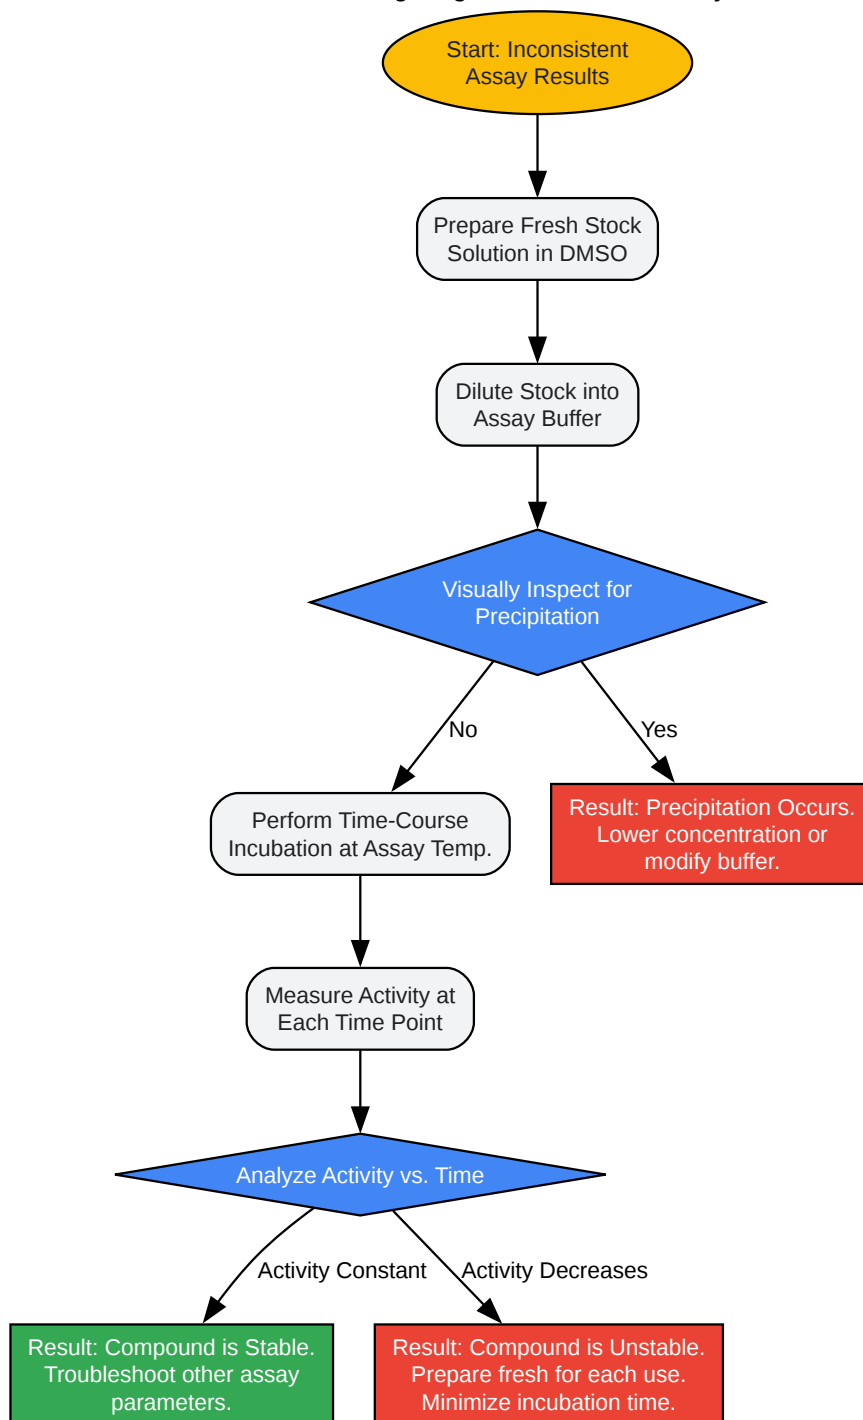 Start: Inconsistent
Assay Results
Prepare Fresh Stock
Solution in DMSO
Dilute Stock into
Assay Buffer
Visually Inspect for
Precipitation
No
Yes
Perform Time-Course
Incubation at Assay Temp.
Result: Precipitation Occurs.
Lower concentration or
modify buffer.
Measure Activity at
Each Time Point
Analyze Activity vs. Time
Activity Constant
Activity Decreases
Result: Compound is Stable.
Troubleshoot other assay
parameters.
Result: Compound is Unstable.
Prepare fresh for each use.
Minimize incubation time.